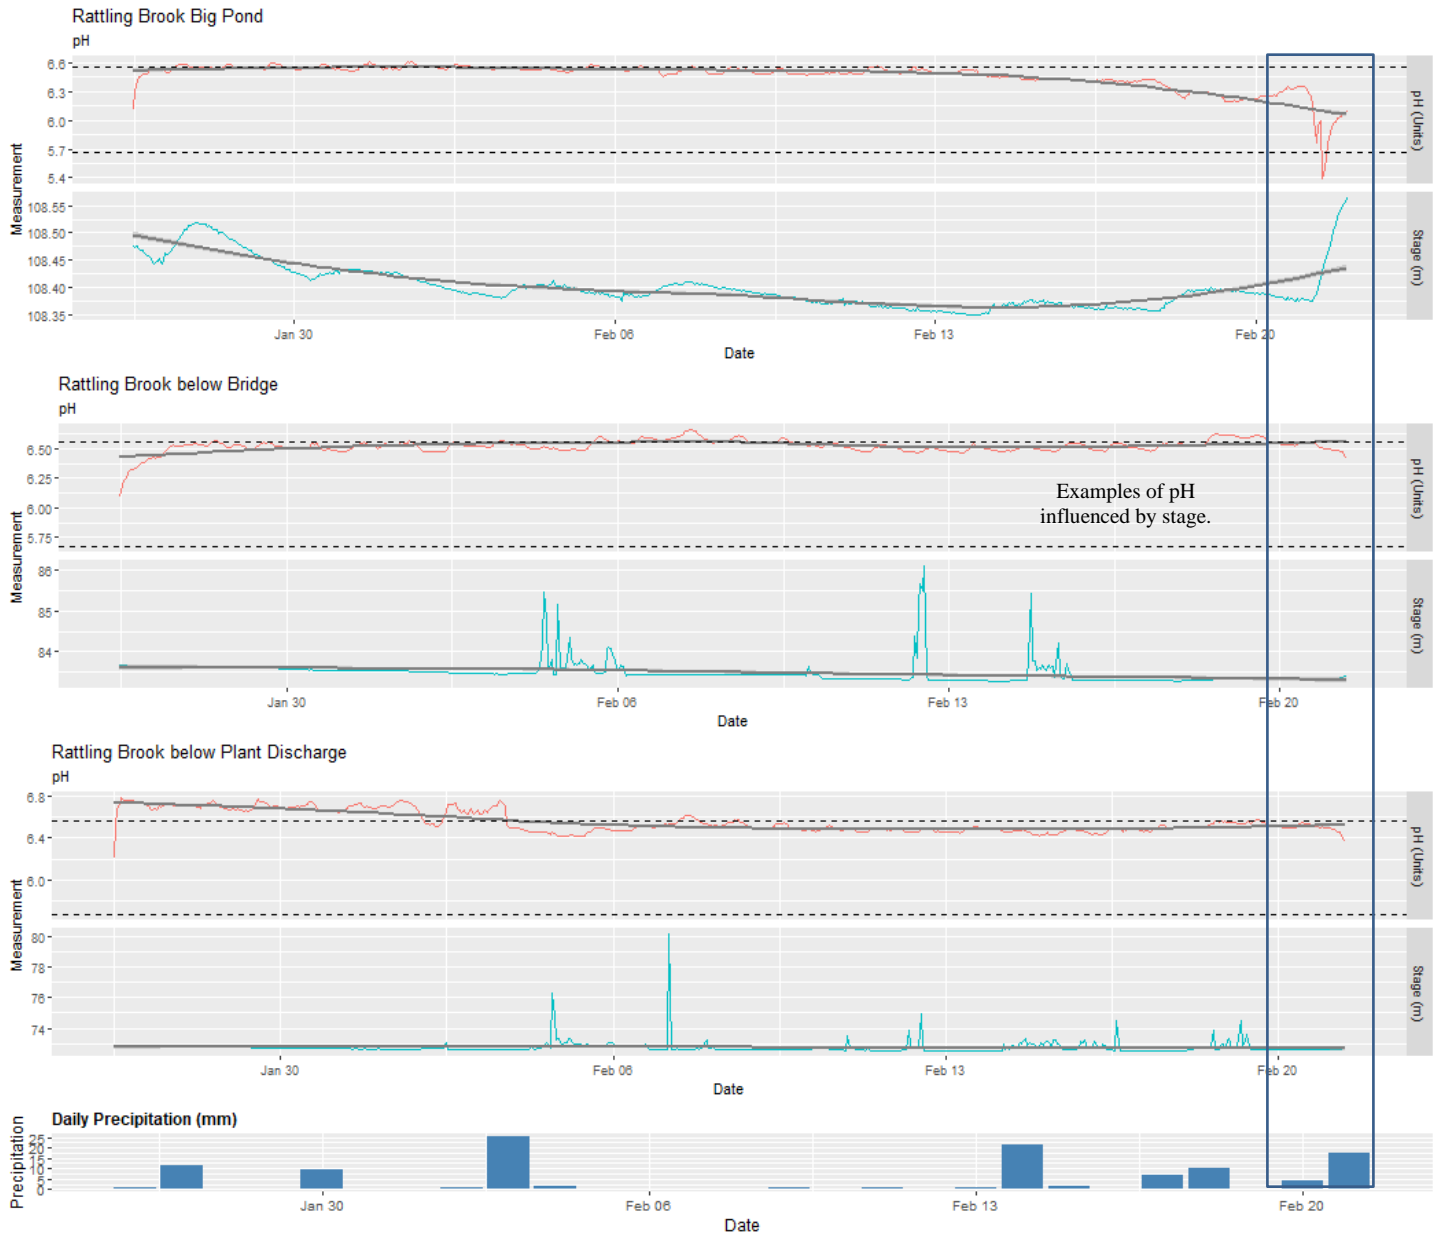 Rattling Brook Big Pond
pH
Measurement
6.6
6.3
6.0
5.7
5.4
pH (Units)
108.55
108.50
108.45
108.40
108.35
Stage (m)
Jan 30
Feb 06
Feb 13
Feb 20
Date
Rattling Brook below Bridge
pH
Measurement
6.50
6.25
6.00
5.75
pH (Units)
Examples of pH
influenced by stage.
86
85
84
Stage (m)
Jan 30
Feb 06
Feb 13
Feb 20
Date
Rattling Brook below Plant Discharge
pH
Measurement
6.8
6.4
6.0
pH (Units)
80
78
76
74
Stage (m)
Jan 30
Feb 06
Feb 13
Feb 20
Date
Daily Precipitation (mm)
Precipitation
25
20
15
10
5
0
Jan 30
Feb 06
Feb 13
Feb 20
Date